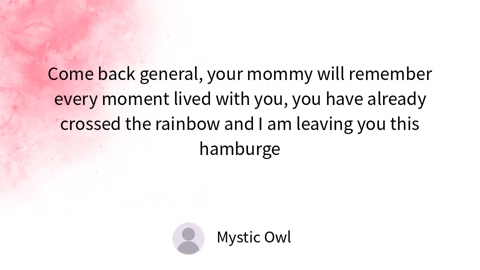 Come back general, your mommy will remember
every moment lived with you, you have already
crossed the rainbow and I am leaving you this
hamburge
Mystic Owl